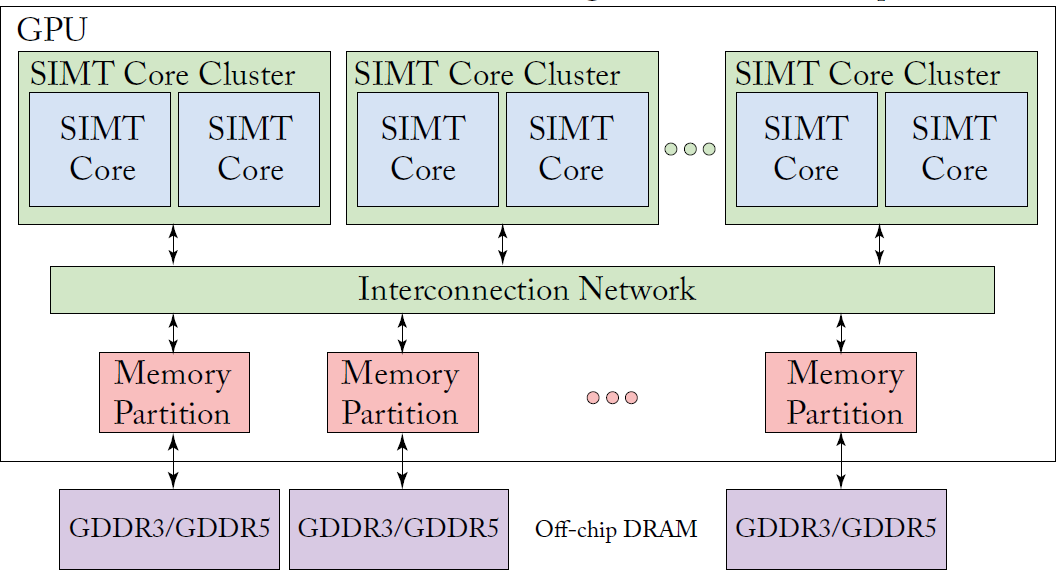 GPU
SIMT Core Cluster
SIMT Core Cluster
SIMT Core Cluster
SIMT
Core
SIMT
Core
SIMT
Core
SIMT
Core
SIMT
Core
SIMT
Core
Interconnection Network
Memory
Partition
Memory
Partition
Memory
Partition
GDDR3/GDDR5
GDDR3/GDDR5
Off-chip DRAM
GDDR3/GDDR5